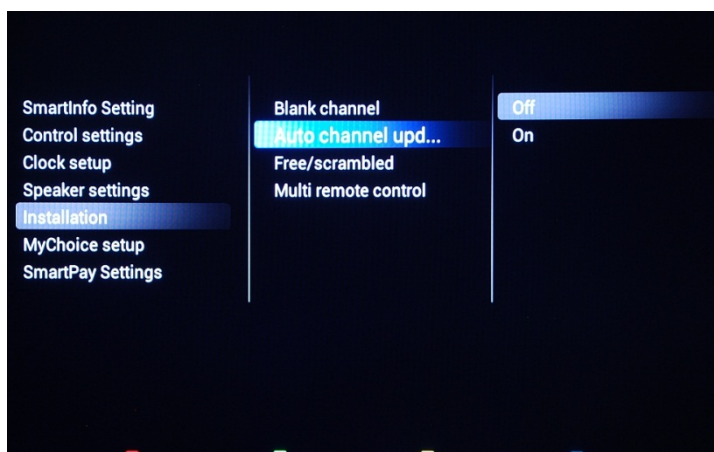 SmartInfo Setting
Control settings
Clock setup
Speaker settings
Installation
MyChoice setup
SmartPay Settings
Blank channel
Auto channel upd...
Free/scrambled
Multi remote control
Off
On